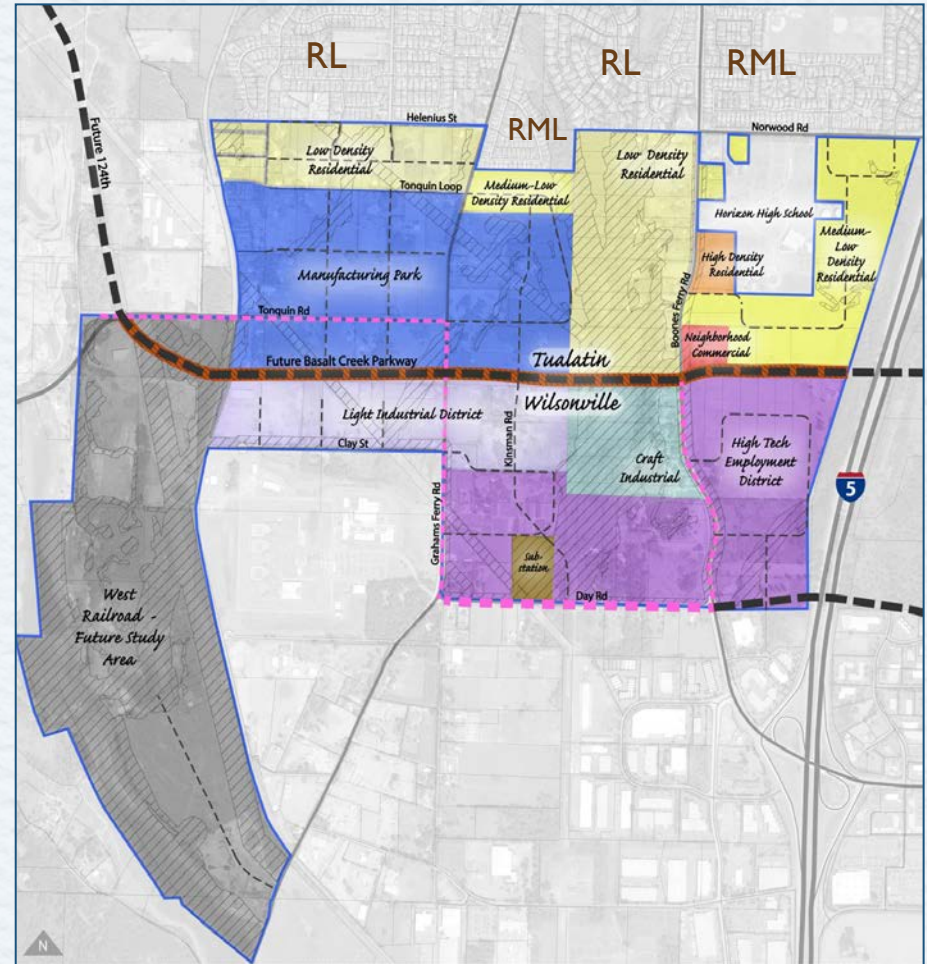 RL
RL
RML
RML
Helenius St
Norwood Rd
Future 124th
Low Density
Residential
Low Density
Residential
Tonquin Loop
Medium-Low
Density Residential
Horizon High School
Medium-
Low
Density
Residential
High Density
Residential
Manufacturing Park
Boones Ferry Rd
Tonquin Rd
Neighborhood
Commercial
Future Basalt Creek Parkway
Tualatin
Wilsonville
Light Industrial District
Kinsman Rd
Clay St
Craft
Industrial
High Tech
Employment
District
5
Grahams Ferry Rd
Sub-
station
Day Rd
West
Railroad -
Future Study
Area
N